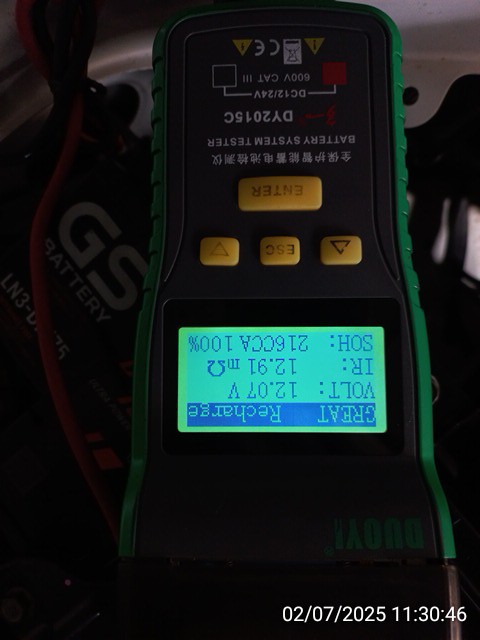 DUOYI®
GREAT Recharge
VOLT: 12.07 V
IR: 12.91 mΩ
SOH: 216CCA 100%
ESC
ENTER
全保护智能蓄电池检测仪
BATTERY SYSTEM TESTER
DY2015C
DC12/24V
600V CAT III
CE
GS
BATTERY
02/07/2025 11:30:46